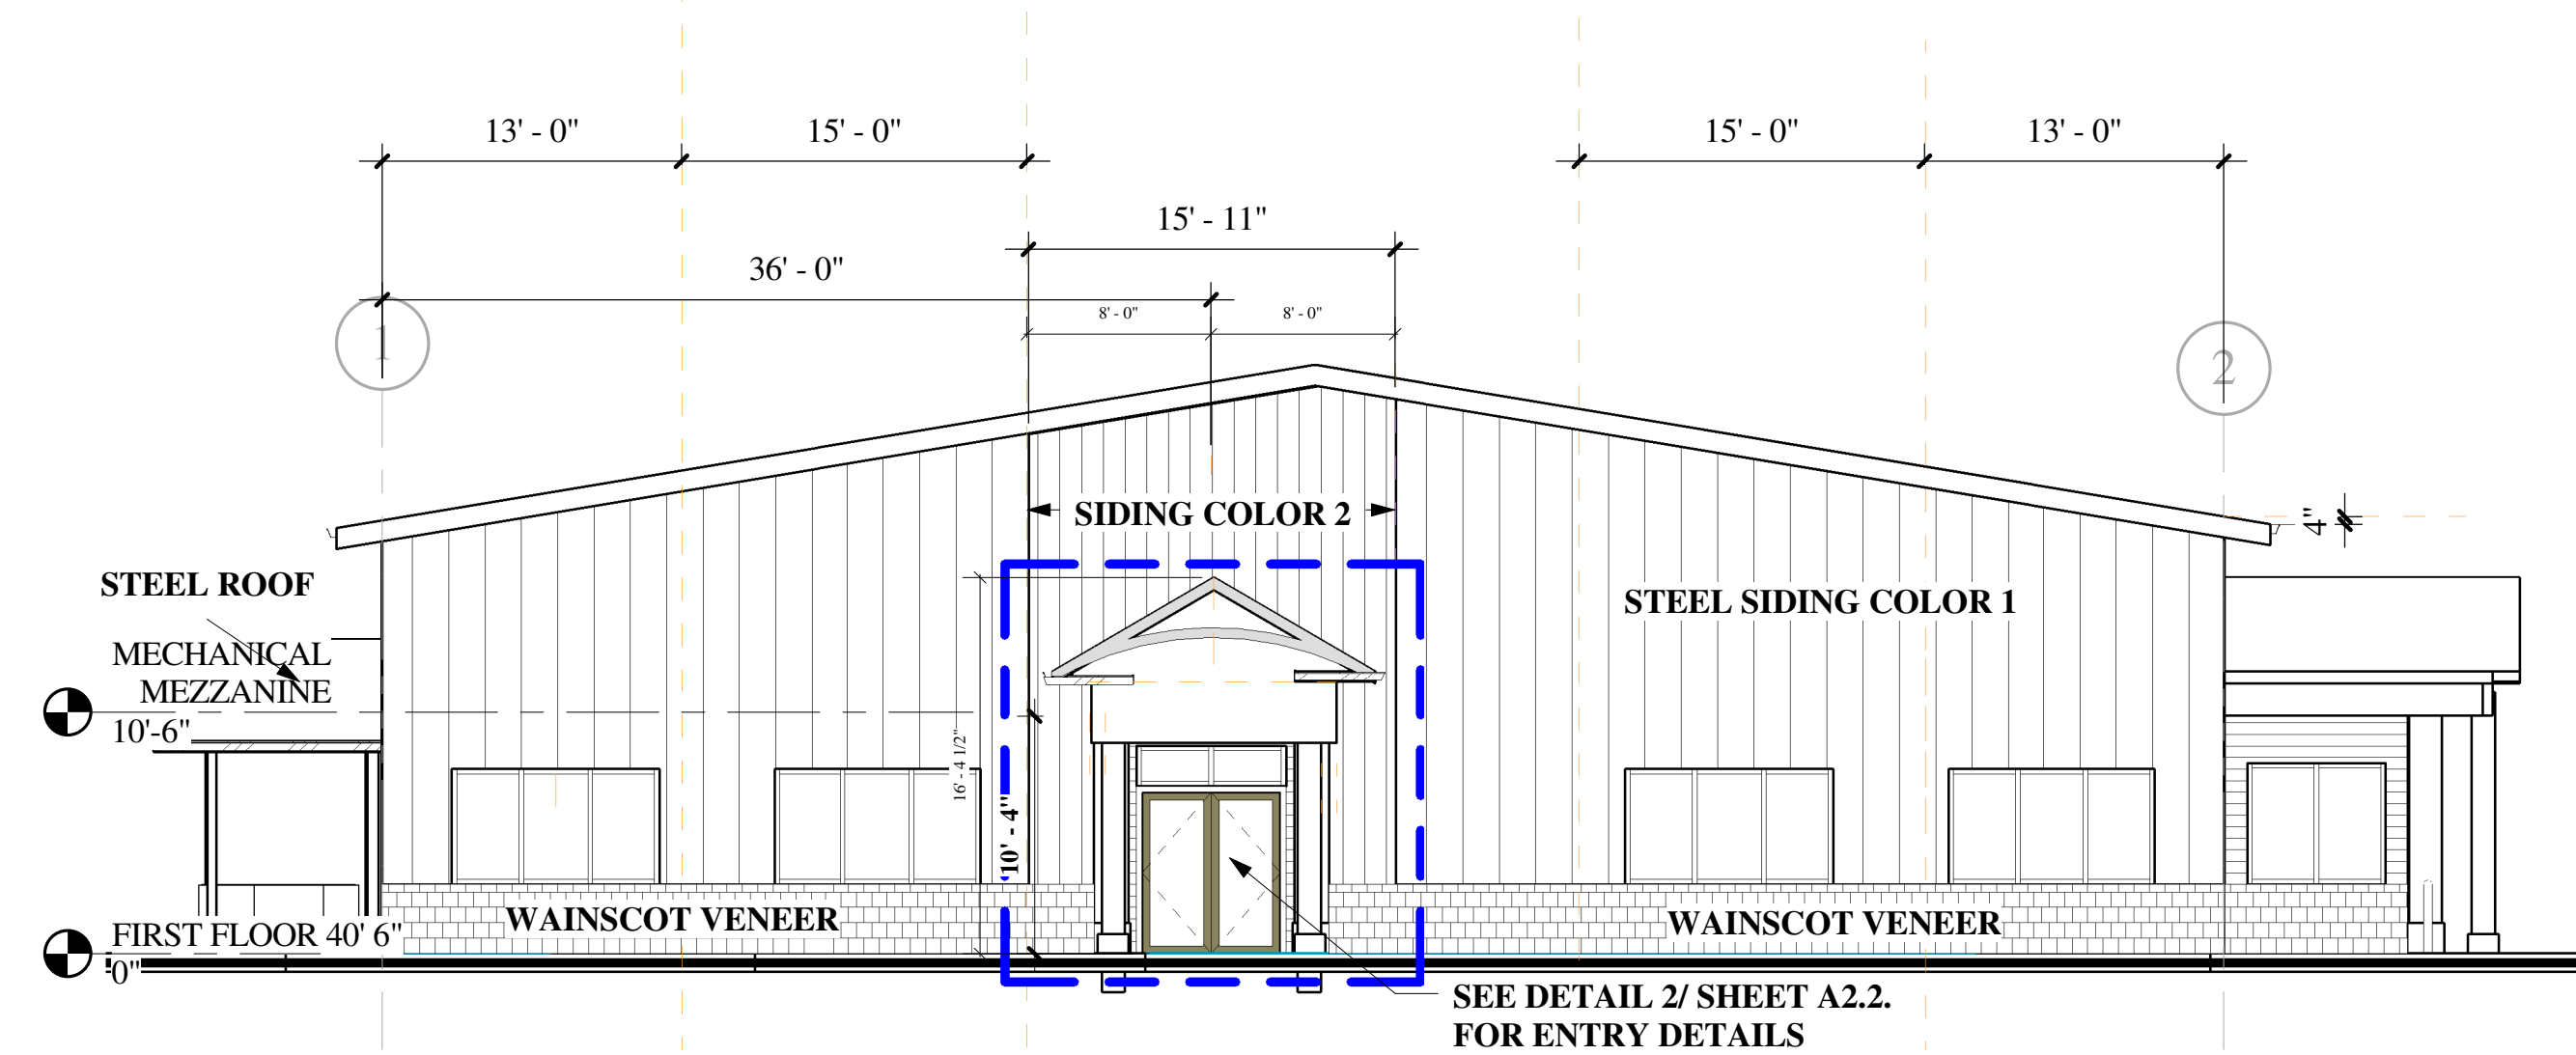 13' - 0"
15' - 0"
15' - 0"
13' - 0"
15' - 11"
36' - 0"
8' - 0"
8' - 0"
1
2
SIDING COLOR 2
4"
STEEL ROOF
STEEL SIDING COLOR 1
MECHANICAL
MEZZANINE
10'-6"
16' - 4 1/2"
10' - 4"
WAINSCOT VENEER
WAINSCOT VENEER
FIRST FLOOR 40' 6"
0"
SEE DETAIL 2/ SHEET A2.2.
FOR ENTRY DETAILS